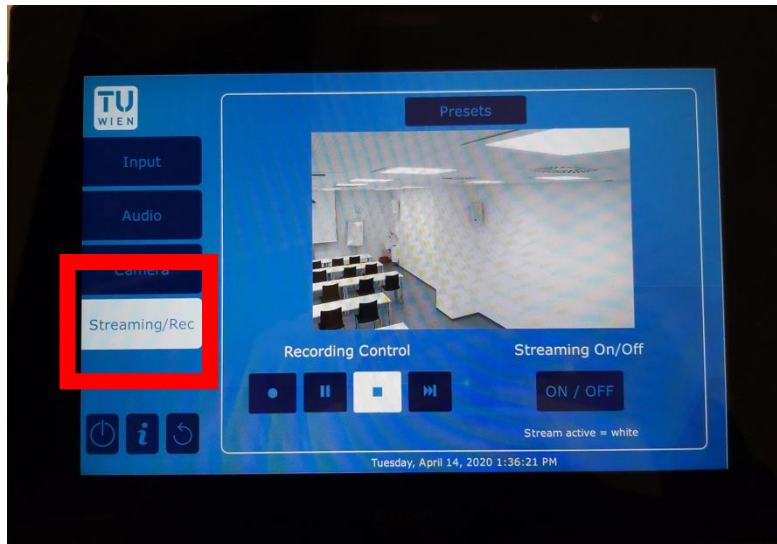 TU
WIEN
Presets
Input
Audio
Camera
Streaming/Rec
Recording Control
Streaming On/Off
ON / OFF
i
Stream active = white
Tuesday, April 14, 2020 1:36:21 PM